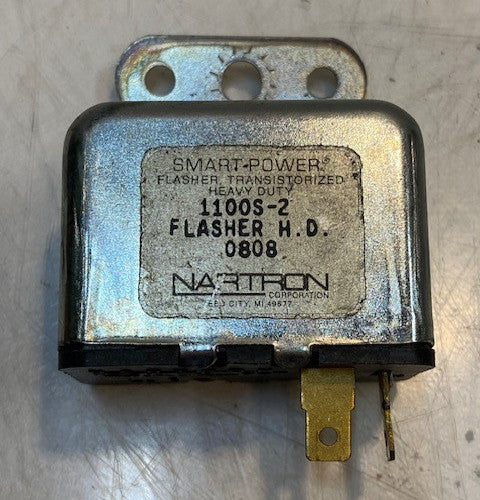 SMART-POWER®
FLASHER, TRANSISTORIZED
HEAVY DUTY
1100S-2
FLASHER H.D.
0808
NARTRON
CORPORATION
REED CITY, MI 49677